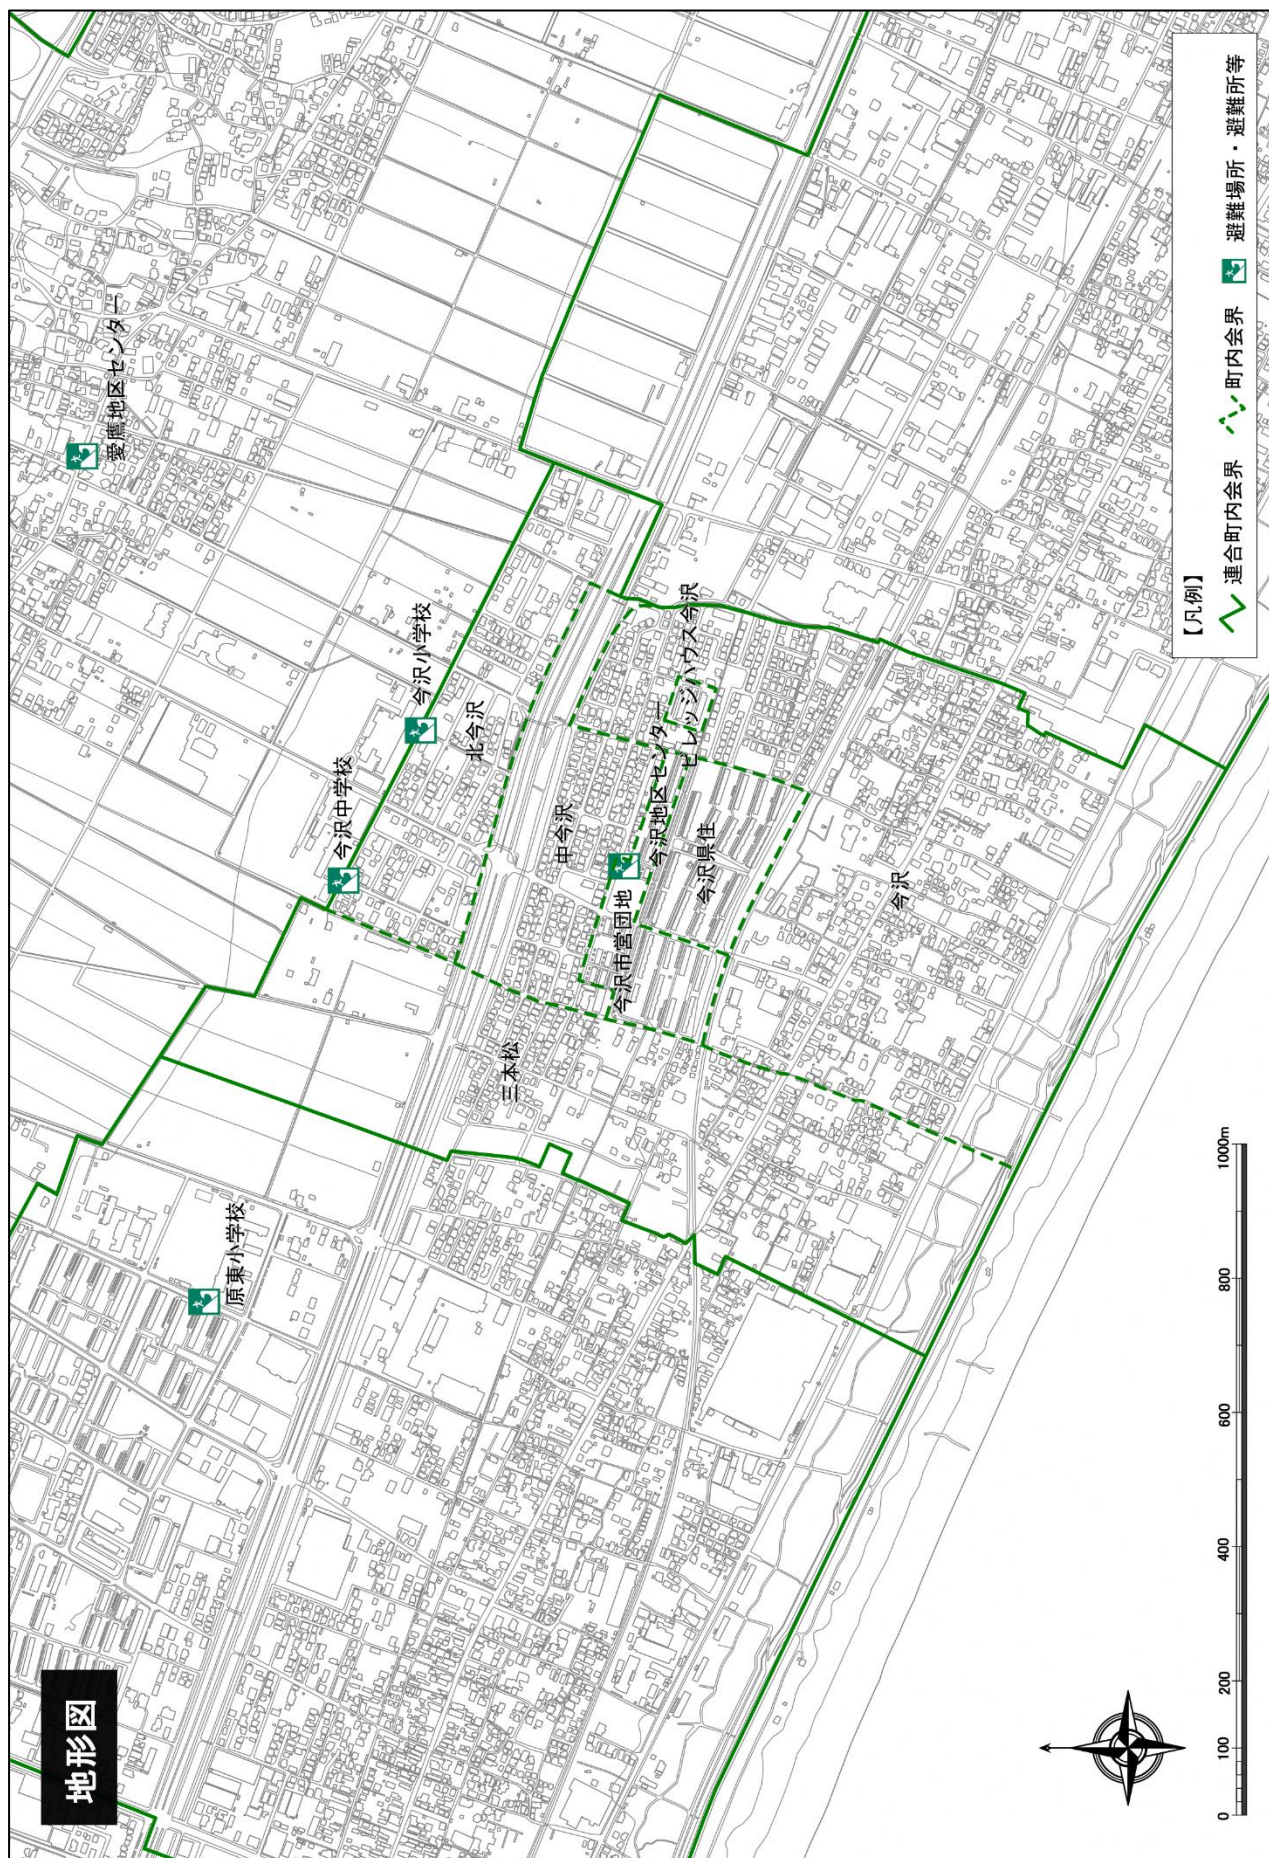 地形図
愛鷹地区センター
今沢小学校
今沢中学校
北今沢
原東小学校
中今沢
三本松
ビレッジハウス今沢
今沢地区センター
今沢市営団地
今沢県住
今沢
【凡例】
連合町内会界
町内会界
避難場所・避難所等
0 100 200 400 600 800 1000m